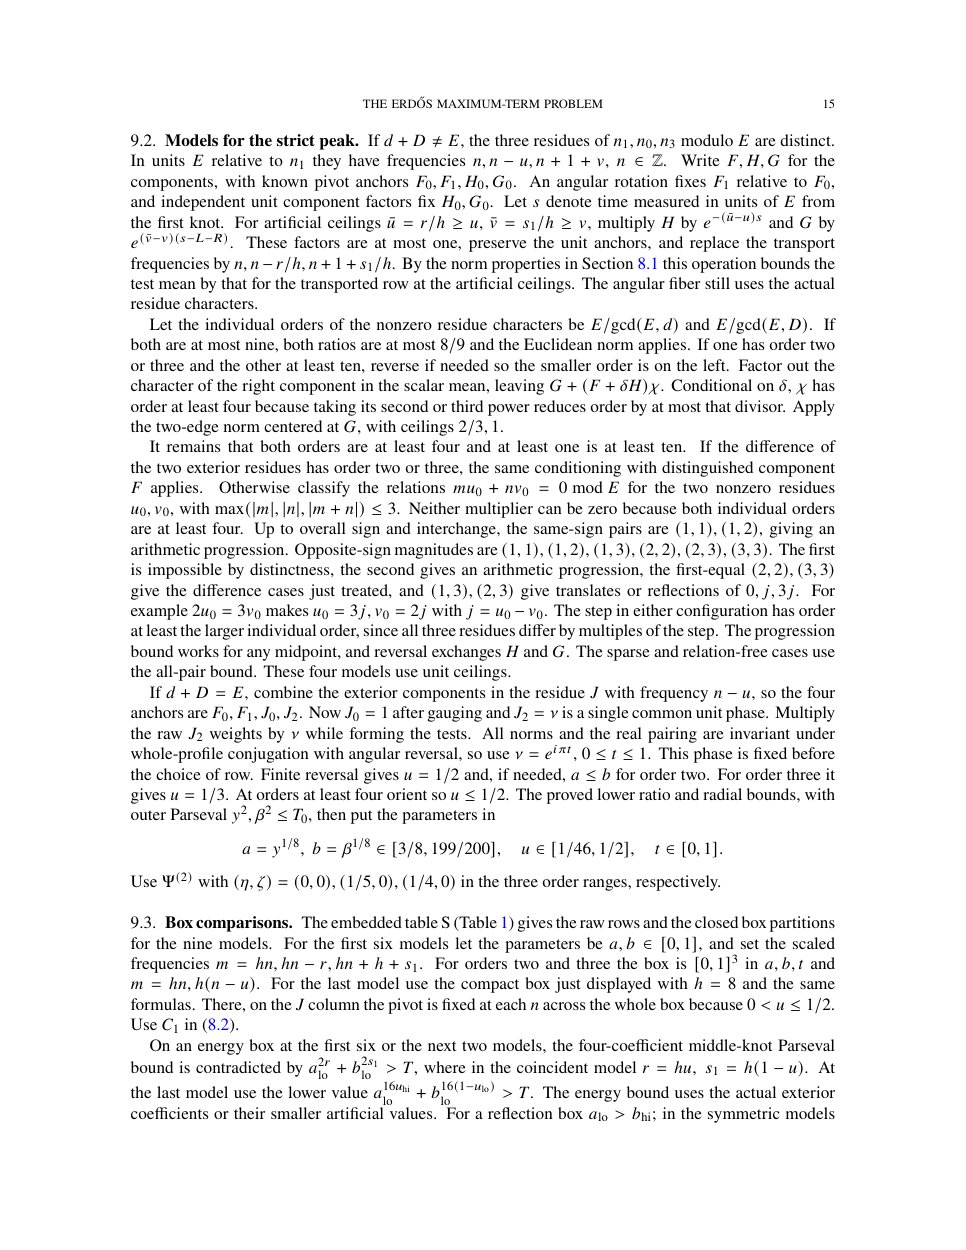 THE ERDŐS MAXIMUM-TERM PROBLEM 15
9.2. Models for the strict peak. If d + D ≠ E, the three residues of n₁, n₀, n₃ modulo E are distinct.
In units E relative to n₁ they have frequencies n, n − u, n + 1 + v, n ∈ ℤ. Write F, H, G for the
components, with known pivot anchors F₀, F₁, H₀, G₀. An angular rotation fixes F₁ relative to F₀,
and independent unit component factors fix H₀, G₀. Let s denote time measured in units of E from
the first knot. For artificial ceilings ū = r/h ≥ u, v̄ = s₁/h ≥ v, multiply H by e^{−(ū−u)s} and G by
e^{(v̄−v)(s−L−R)}. These factors are at most one, preserve the unit anchors, and replace the transport
frequencies by n, n − r/h, n + 1 + s₁/h. By the norm properties in Section 8.1 this operation bounds the
test mean by that for the transported row at the artificial ceilings. The angular fiber still uses the actual
residue characters.
Let the individual orders of the nonzero residue characters be E/gcd(E, d) and E/gcd(E, D). If
both are at most nine, both ratios are at most 8/9 and the Euclidean norm applies. If one has order two
or three and the other at least ten, reverse if needed so the smaller order is on the left. Factor out the
character of the right component in the scalar mean, leaving G + (F + δH)χ. Conditional on δ, χ has
order at least four because taking its second or third power reduces order by at most that divisor. Apply
the two-edge norm centered at G, with ceilings 2/3, 1.
It remains that both orders are at least four and at least one is at least ten. If the difference of
the two exterior residues has order two or three, the same conditioning with distinguished component
F applies. Otherwise classify the relations mu₀ + nv₀ = 0 mod E for the two nonzero residues
u₀, v₀, with max(|m|, |n|, |m + n|) ≤ 3. Neither multiplier can be zero because both individual orders
are at least four. Up to overall sign and interchange, the same-sign pairs are (1, 1), (1, 2), giving an
arithmetic progression. Opposite-sign magnitudes are (1, 1), (1, 2), (1, 3), (2, 2), (2, 3), (3, 3). The first
is impossible by distinctness, the second gives an arithmetic progression, the first-equal (2, 2), (3, 3)
give the difference cases just treated, and (1, 3), (2, 3) give translates or reflections of 0, j, 3j. For
example 2u₀ = 3v₀ makes u₀ = 3j, v₀ = 2j with j = u₀ − v₀. The step in either configuration has order
at least the larger individual order, since all three residues differ by multiples of the step. The progression
bound works for any midpoint, and reversal exchanges H and G. The sparse and relation-free cases use
the all-pair bound. These four models use unit ceilings.
If d + D = E, combine the exterior components in the residue J with frequency n − u, so the four
anchors are F₀, F₁, J₀, J₂. Now J₀ = 1 after gauging and J₂ = ν is a single common unit phase. Multiply
the raw J₂ weights by ν while forming the tests. All norms and the real pairing are invariant under
whole-profile conjugation with angular reversal, so use ν = e^{iπt}, 0 ≤ t ≤ 1. This phase is fixed before
the choice of row. Finite reversal gives u = 1/2 and, if needed, a ≤ b for order two. For order three it
gives u = 1/3. At orders at least four orient so u ≤ 1/2. The proved lower ratio and radial bounds, with
outer Parseval y², β² ≤ T₀, then put the parameters in
a = y^{1/8}, b = β^{1/8} ∈ [3/8, 199/200], u ∈ [1/46, 1/2], t ∈ [0, 1].
Use Ψ⁽²⁾ with (η, ζ) = (0, 0), (1/5, 0), (1/4, 0) in the three order ranges, respectively.
9.3. Box comparisons. The embedded table S (Table 1) gives the raw rows and the closed box partitions
for the nine models. For the first six models let the parameters be a, b ∈ [0, 1], and set the scaled
frequencies m = hn, hn − r, hn + h + s₁. For orders two and three the box is [0, 1]³ in a, b, t and
m = hn, h(n − u). For the last model use the compact box just displayed with h = 8 and the same
formulas. There, on the J column the pivot is fixed at each n across the whole box because 0 < u ≤ 1/2.
Use C₁ in (8.2).
On an energy box at the first six or the next two models, the four-coefficient middle-knot Parseval
bound is contradicted by a_{lo}^{2r} + b_{lo}^{2s₁} > T, where in the coincident model r = hu, s₁ = h(1 − u). At
the last model use the lower value a_{lo}^{16u_{hi}} + b_{lo}^{16(1−u_{lo})} > T. The energy bound uses the actual exterior
coefficients or their smaller artificial values. For a reflection box a_{lo} > b_{hi}; in the symmetric models